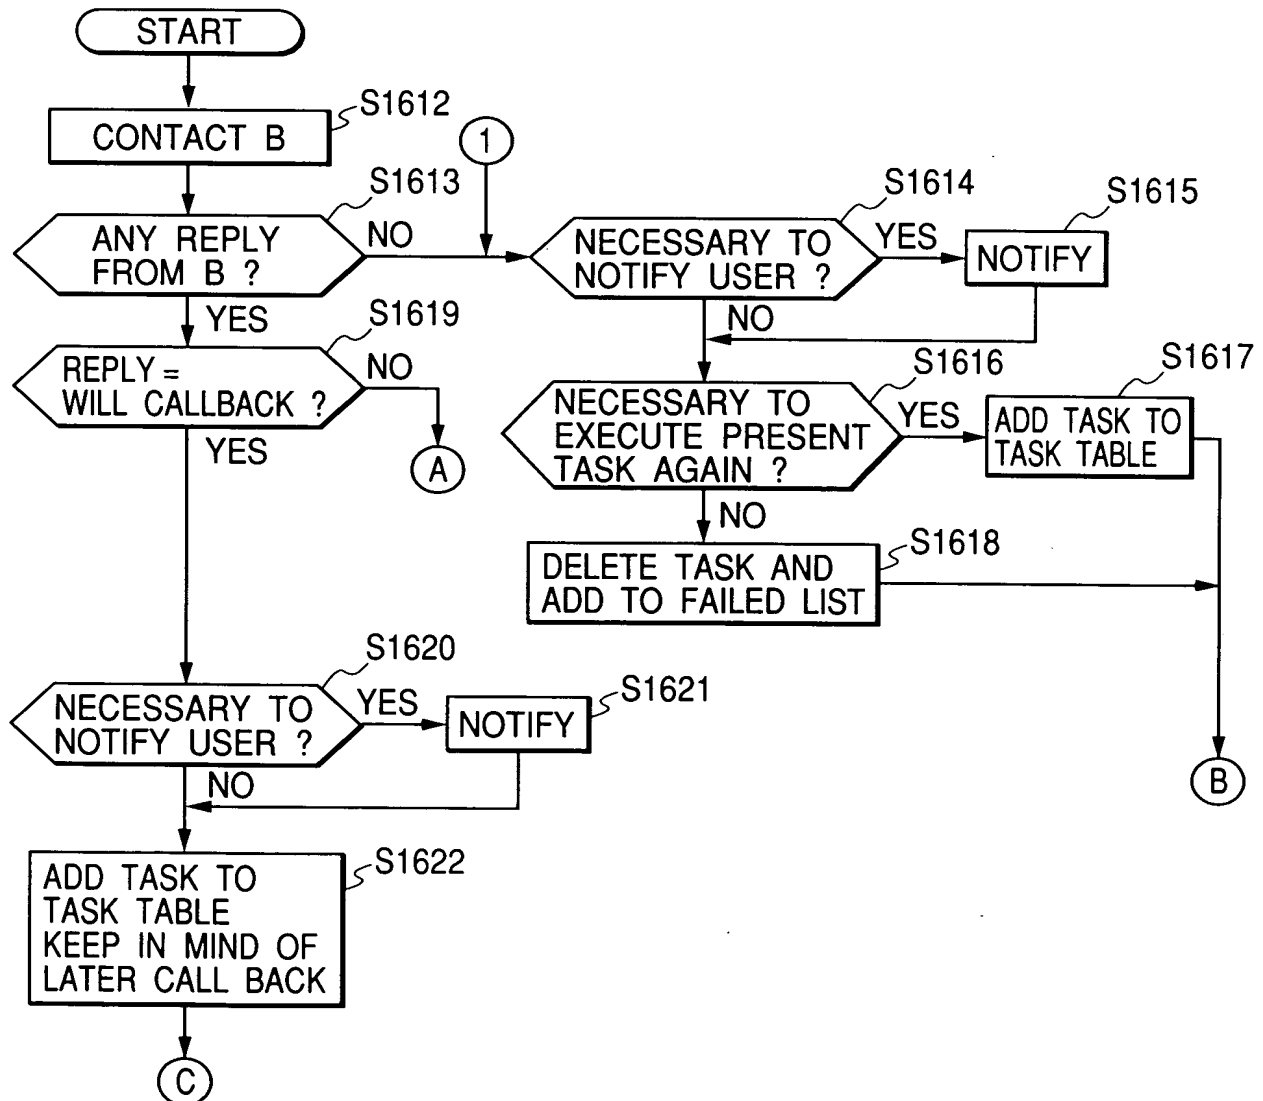 START
S1612
CONTACT B
1
S1613
ANY REPLY
FROM B ?
NO
YES
S1614
NECESSARY TO
NOTIFY USER ?
YES
NO
S1615
NOTIFY
S1619
REPLY =
WILL CALLBACK ?
NO
YES
A
S1616
NECESSARY TO
EXECUTE PRESENT
TASK AGAIN ?
YES
NO
S1617
ADD TASK TO
TASK TABLE
S1618
DELETE TASK AND
ADD TO FAILED LIST
B
S1620
NECESSARY TO
NOTIFY USER ?
YES
NO
S1621
NOTIFY
S1622
ADD TASK TO
TASK TABLE
KEEP IN MIND OF
LATER CALL BACK
C